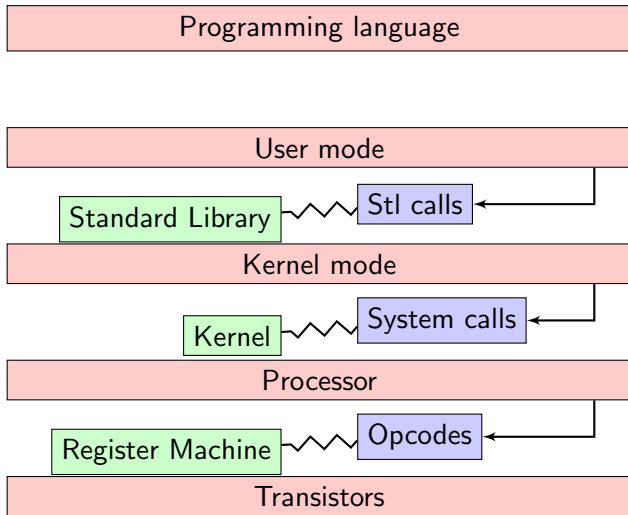 Programming language
User mode
Stl calls
Standard Library
Kernel mode
System calls
Kernel
Processor
Opcodes
Register Machine
Transistors